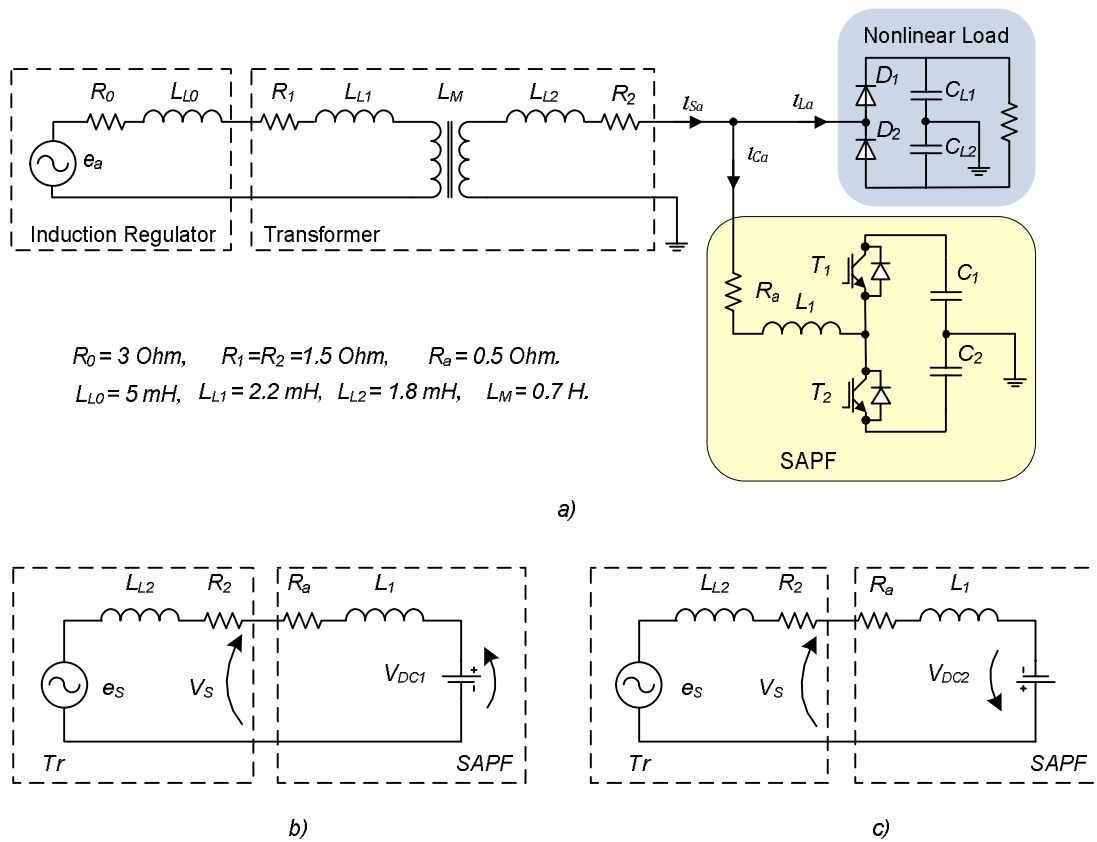 Nonlinear Load
R0 LL0 R1 LL1 LM LL2 R2 iSa iLa D1 CL1
D2 CL2
ea
iCa
Induction Regulator Transformer
T1 C1
Ra L1
C2
T2
SAPF
R0 = 3 Ohm, R1 =R2 =1.5 Ohm, Ra = 0.5 Ohm.
LL0 = 5 mH, LL1 = 2.2 mH, LL2 = 1.8 mH, LM = 0.7 H.
a)
LL2 R2 Ra L1
eS VS VDC1 + -
Tr SAPF
b)
LL2 R2 Ra L1
eS VS VDC2 - +
Tr SAPF
c)